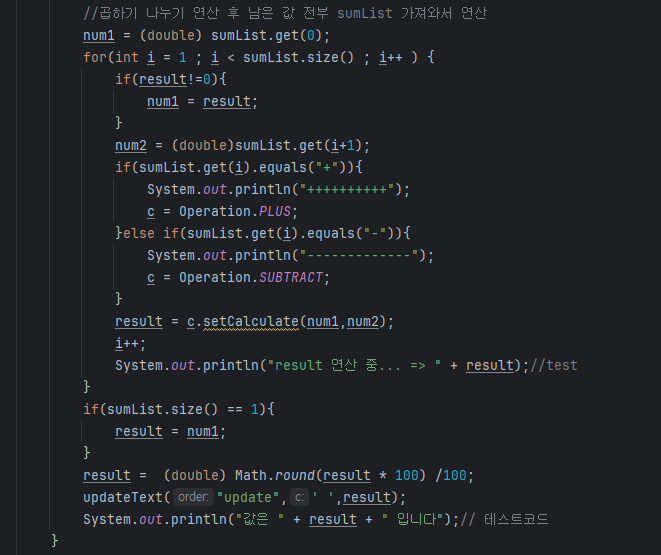 //곱하기 나누기 연산 후 남은 값 전부 sumList 가져와서 연산
num1 = (double) sumList.get(0);
for(int i = 1 ; i < sumList.size() ; i++ ) {
if(result!=0){
num1 = result;
}
num2 = (double)sumList.get(i+1);
if(sumList.get(i).equals("+")){
System.out.println("++++++++++");
c = Operation.PLUS;
}else if(sumList.get(i).equals("-")){
System.out.println("-------------");
c = Operation.SUBTRACT;
}
result = c.setCalculate(num1,num2);
i++;
System.out.println("result 연산 중... => " + result);//test
}
if(sumList.size() == 1){
result = num1;
}
result =  (double) Math.round(result * 100) /100;
updateText( order: "update", c: ' ',result);
System.out.println("값은 " + result + " 입니다");// 테스트코드
}